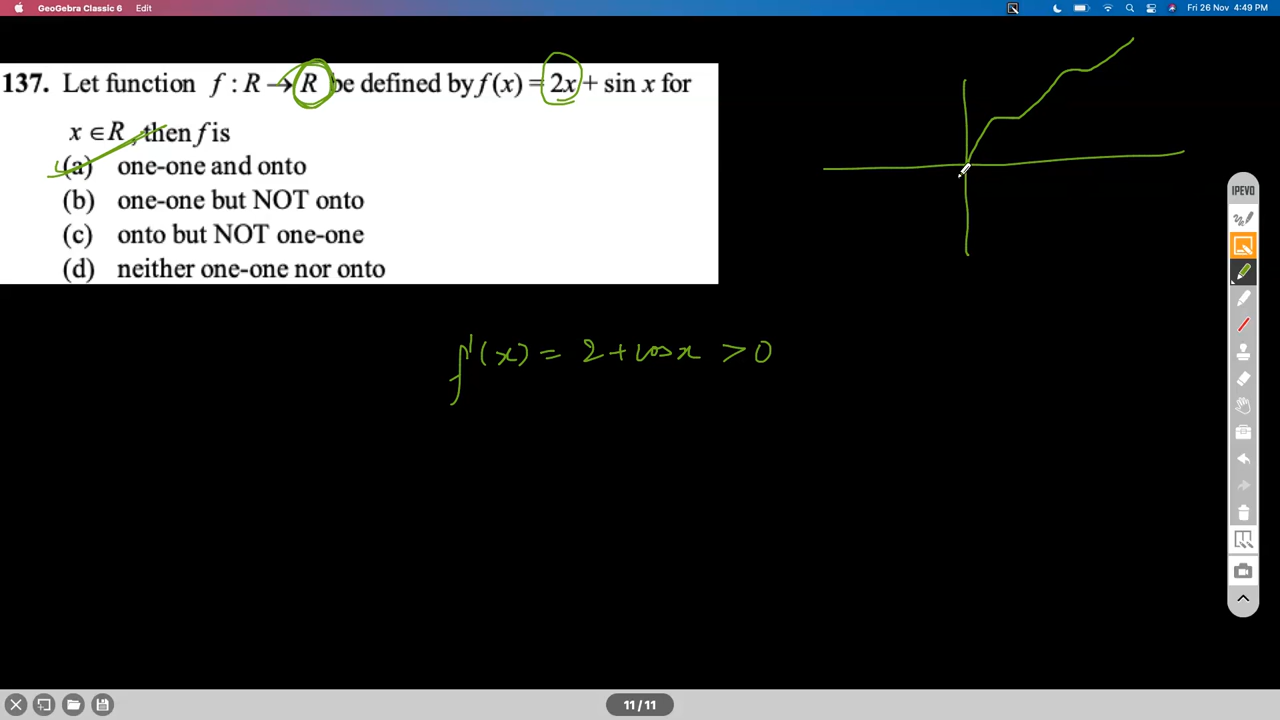 GeoGebra Classic 6 Edit Fri 26 Nov 4:49 PM
137. Let function f : R → R be defined by f(x) = 2x + sin x for
x ∈ R, then f is
(a) one-one and onto
(b) one-one but NOT onto
(c) onto but NOT one-one
(d) neither one-one nor onto
IPEVO
f'(x) = 2 + cos x > 0
11 / 11